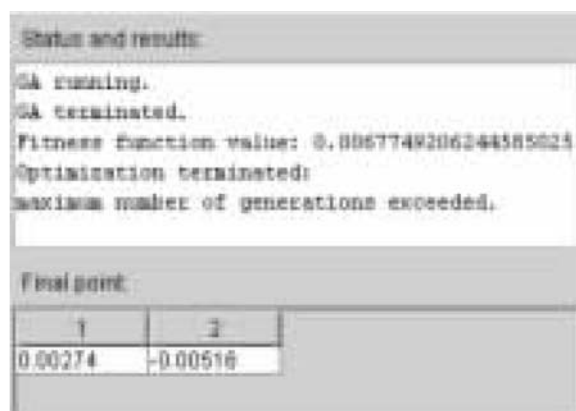 Status and results:
GA running.
GA terminated.
Fitness function value: 0.0067749206244585025
Optimization terminated:
maximum number of generations exceeded.
Final point:
1 2
0.00274 -0.00516